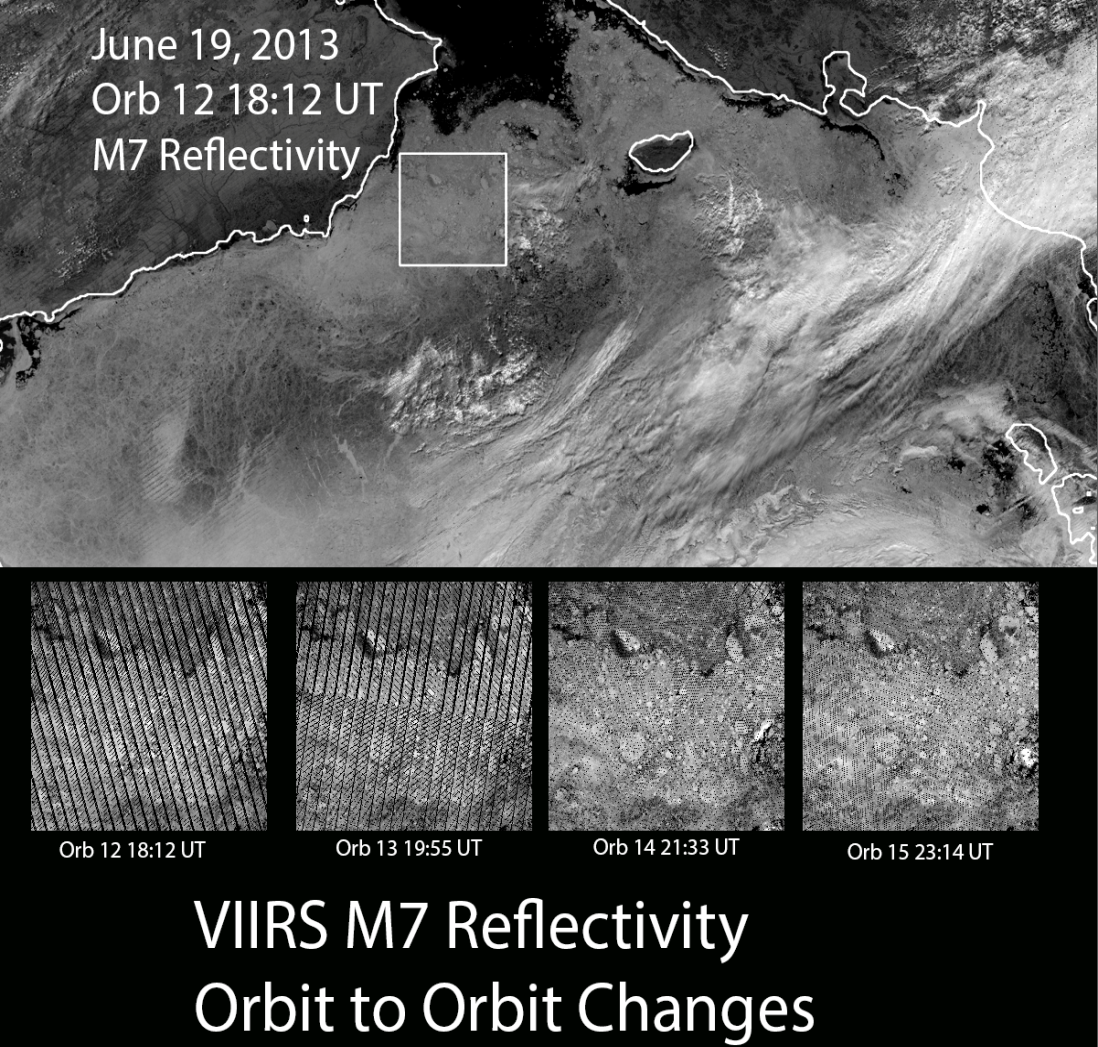 June 19, 2013
Orb 12 18:12 UT
M7 Reflectivity
Orb 12 18:12 UT
Orb 13 19:55 UT
Orb 14 21:33 UT
Orb 15 23:14 UT
VIIRS M7 Reflectivity
Orbit to Orbit Changes